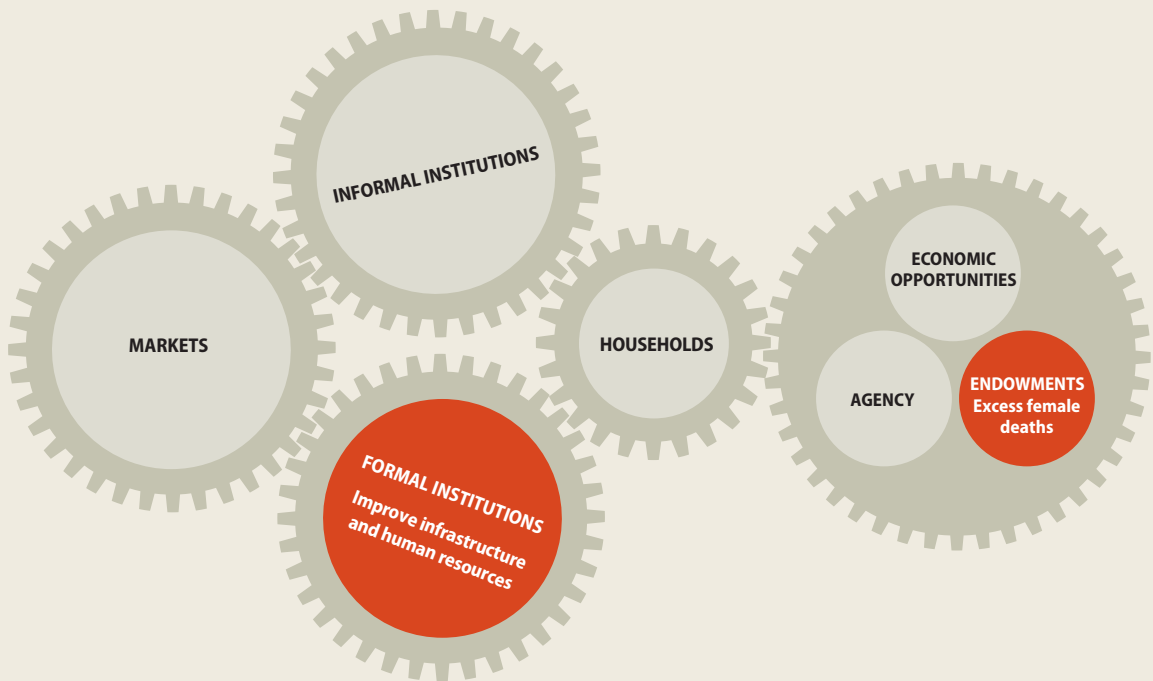 INFORMAL INSTITUTIONS
MARKETS
FORMAL INSTITUTIONS
Improve infrastructure
and human resources
HOUSEHOLDS
ECONOMIC
OPPORTUNITIES
AGENCY
ENDOWMENTS
Excess female
deaths